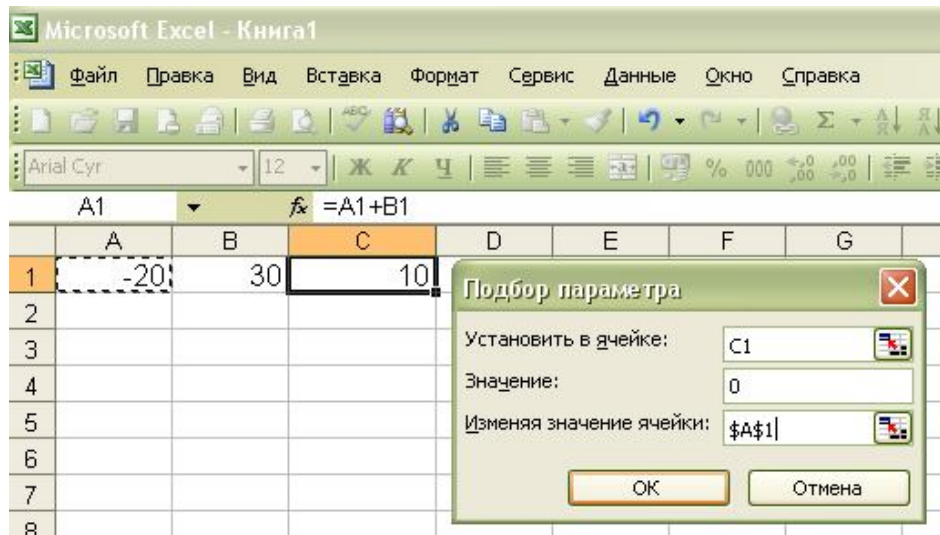 Microsoft Excel - Книга1
Файл Правка Вид Вставка Формат Сервис Данные Окно Справка
Arial Cyr 12 Ж К Ч % 000
A1 fx =A1+B1
A B C D E F G
1 -20 30 10
Подбор параметра
2
Установить в ячейке: C1
3
Значение: 0
4
Изменяя значение ячейки: $A$1
5
6
ОК Отмена
7
8